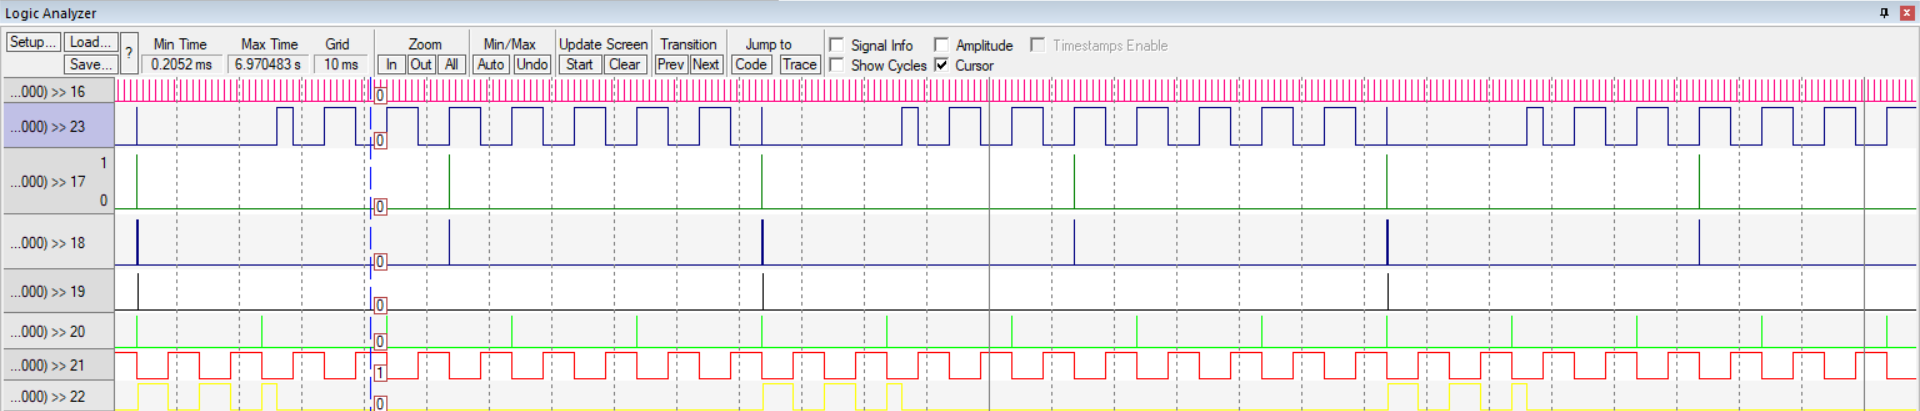 Logic Analyzer
Setup... Load... Min Time Max Time Grid Zoom Min/Max Update Screen Transition Jump to Signal Info Amplitude Timestamps Enable
Save... ? 0.2052 ms 6.970483 s 10 ms In Out All Auto Undo Start Clear Prev Next Code Trace Show Cycles Cursor
...000) >> 16 0
...000) >> 23 0
1
...000) >> 17
0 0
...000) >> 18 0
...000) >> 19 0
...000) >> 20 0
...000) >> 21 1
...000) >> 22 0